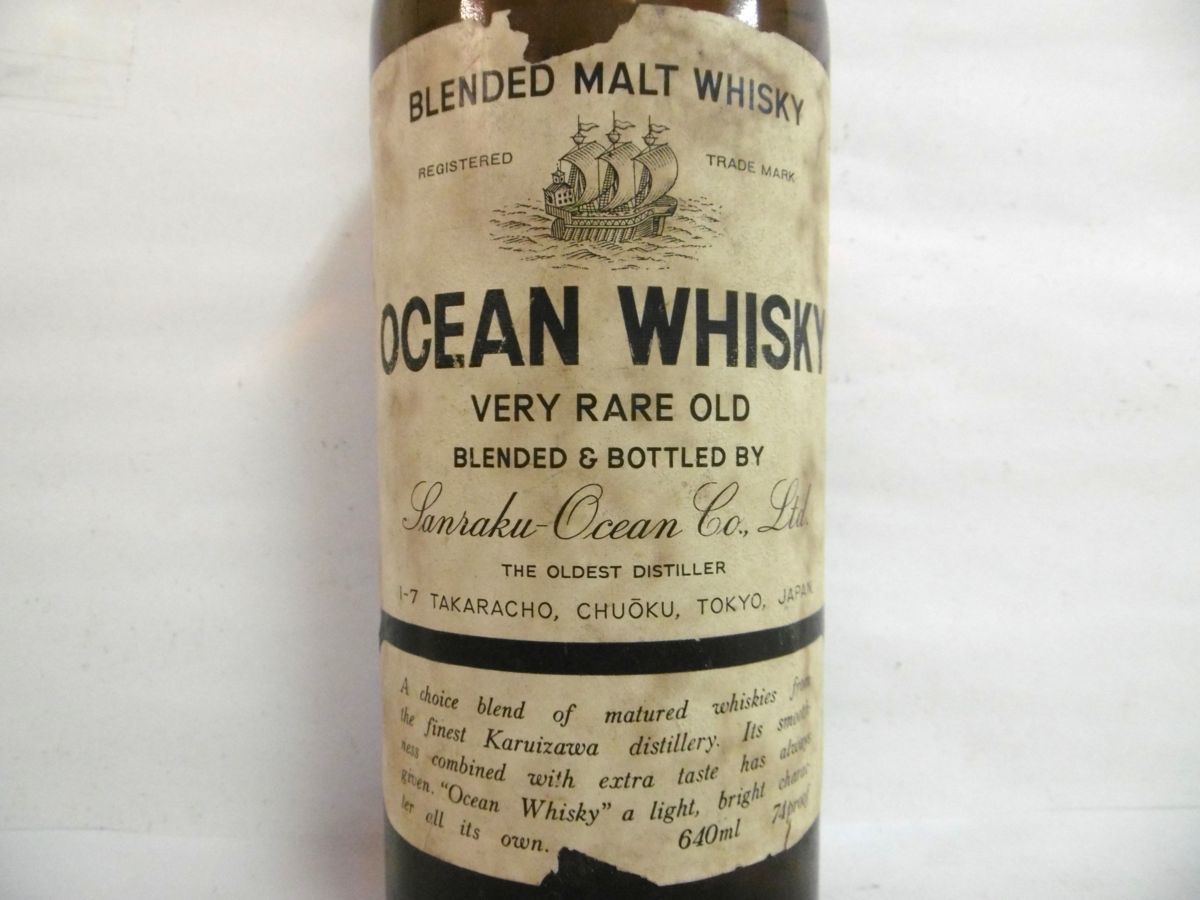 BLENDED MALT WHISKY
REGISTERED TRADE MARK
OCEAN WHISKY
VERY RARE OLD
BLENDED & BOTTLED BY
Sanraku-Ocean Co., Ltd.
THE OLDEST DISTILLER
1-7 TAKARACHO, CHUŌKU, TOKYO, JAPAN
A choice blend of matured whiskies from
the finest Karuizawa distillery. Its smooth-
ness combined with extra taste has always
given. "Ocean Whisky" a light, bright charac-
ter all its own. 640ml 74proof